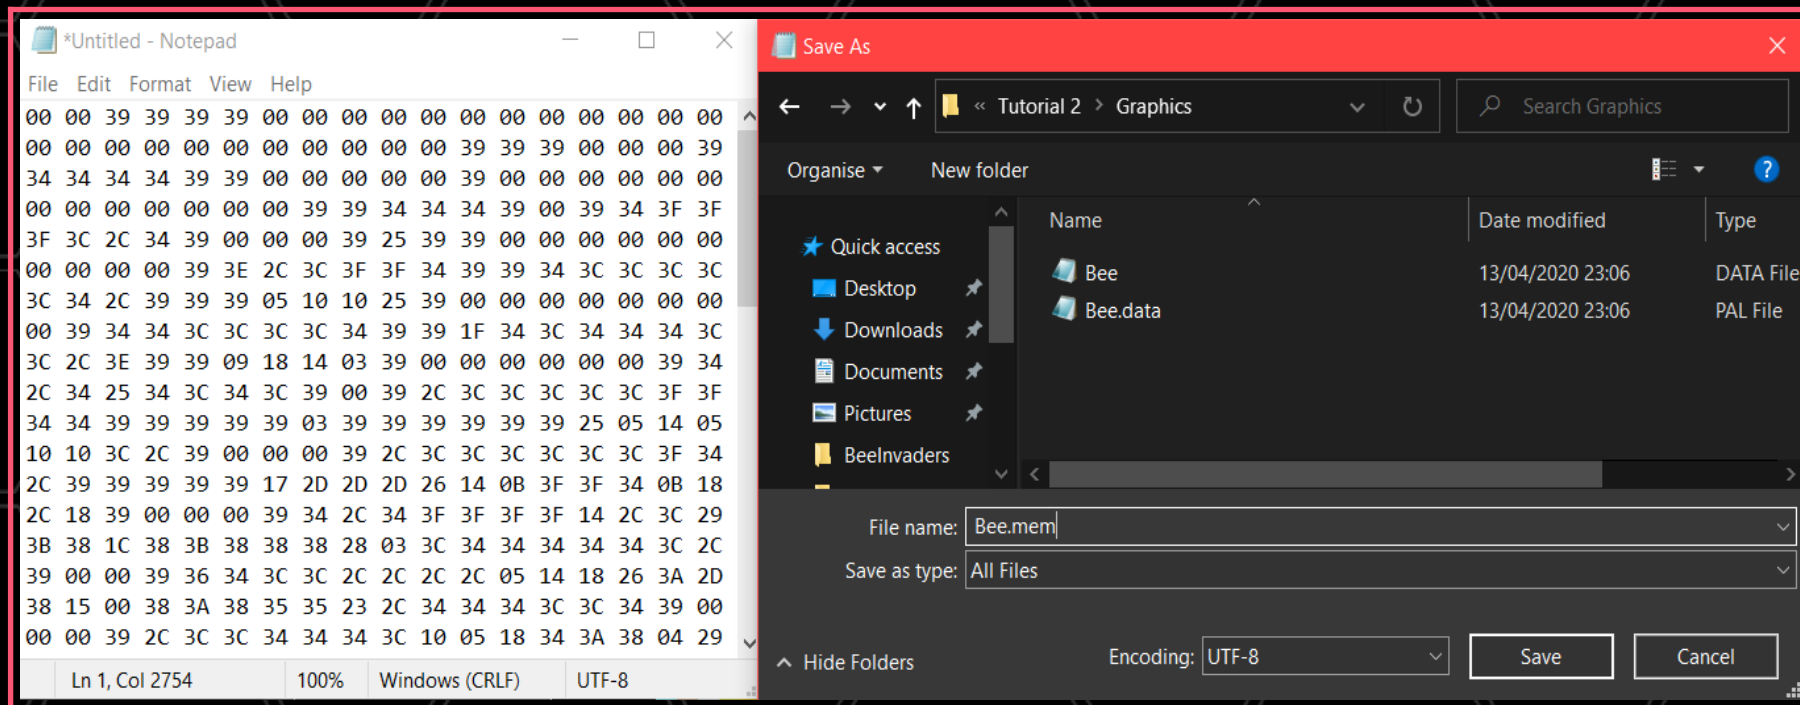 *Untitled - Notepad
File Edit Format View Help
00 00 39 39 39 39 00 00 00 00 00 00 00 00 00 00 00 00
00 00 00 00 00 00 00 00 00 00 00 39 39 39 00 00 00 39
34 34 34 34 39 39 00 00 00 00 00 39 00 00 00 00 00 00
00 00 00 00 00 00 00 39 39 34 34 34 39 00 39 34 3F 3F
3F 3C 2C 34 39 00 00 00 39 25 39 39 00 00 00 00 00 00
00 00 00 00 39 3E 2C 3C 3F 3F 34 39 39 34 3C 3C 3C 3C
3C 34 2C 39 39 39 05 10 10 25 39 00 00 00 00 00 00 00
00 39 34 34 3C 3C 3C 3C 34 39 39 1F 34 3C 34 34 34 3C
3C 2C 3E 39 39 09 18 14 03 39 00 00 00 00 00 00 39 34
2C 34 25 34 3C 34 3C 39 00 39 2C 3C 3C 3C 3C 3C 3F 3F
34 34 39 39 39 39 39 03 39 39 39 39 39 39 25 05 14 05
10 10 3C 2C 39 00 00 00 39 2C 3C 3C 3C 3C 3C 3C 3F 34
2C 39 39 39 39 39 17 2D 2D 2D 26 14 0B 3F 3F 34 0B 18
2C 18 39 00 00 00 39 34 2C 34 3F 3F 3F 3F 14 2C 3C 29
3B 38 1C 38 3B 38 38 38 28 03 3C 34 34 34 34 34 3C 2C
39 00 00 39 36 34 3C 3C 2C 2C 2C 2C 05 14 18 26 3A 2D
38 15 00 38 3A 38 35 35 23 2C 34 34 34 3C 3C 34 39 00
00 00 39 2C 3C 3C 34 34 34 3C 10 05 18 34 3A 38 04 29
Ln 1, Col 2754 100% Windows (CRLF) UTF-8
Save As
« Tutorial 2 > Graphics
Search Graphics
Organise New folder
Name Date modified Type
Quick access
Desktop
Downloads
Documents
Pictures
BeeInvaders
Bee 13/04/2020 23:06 DATA File
Bee.data 13/04/2020 23:06 PAL File
File name: Bee.mem
Save as type: All Files
Hide Folders Encoding: UTF-8 Save Cancel